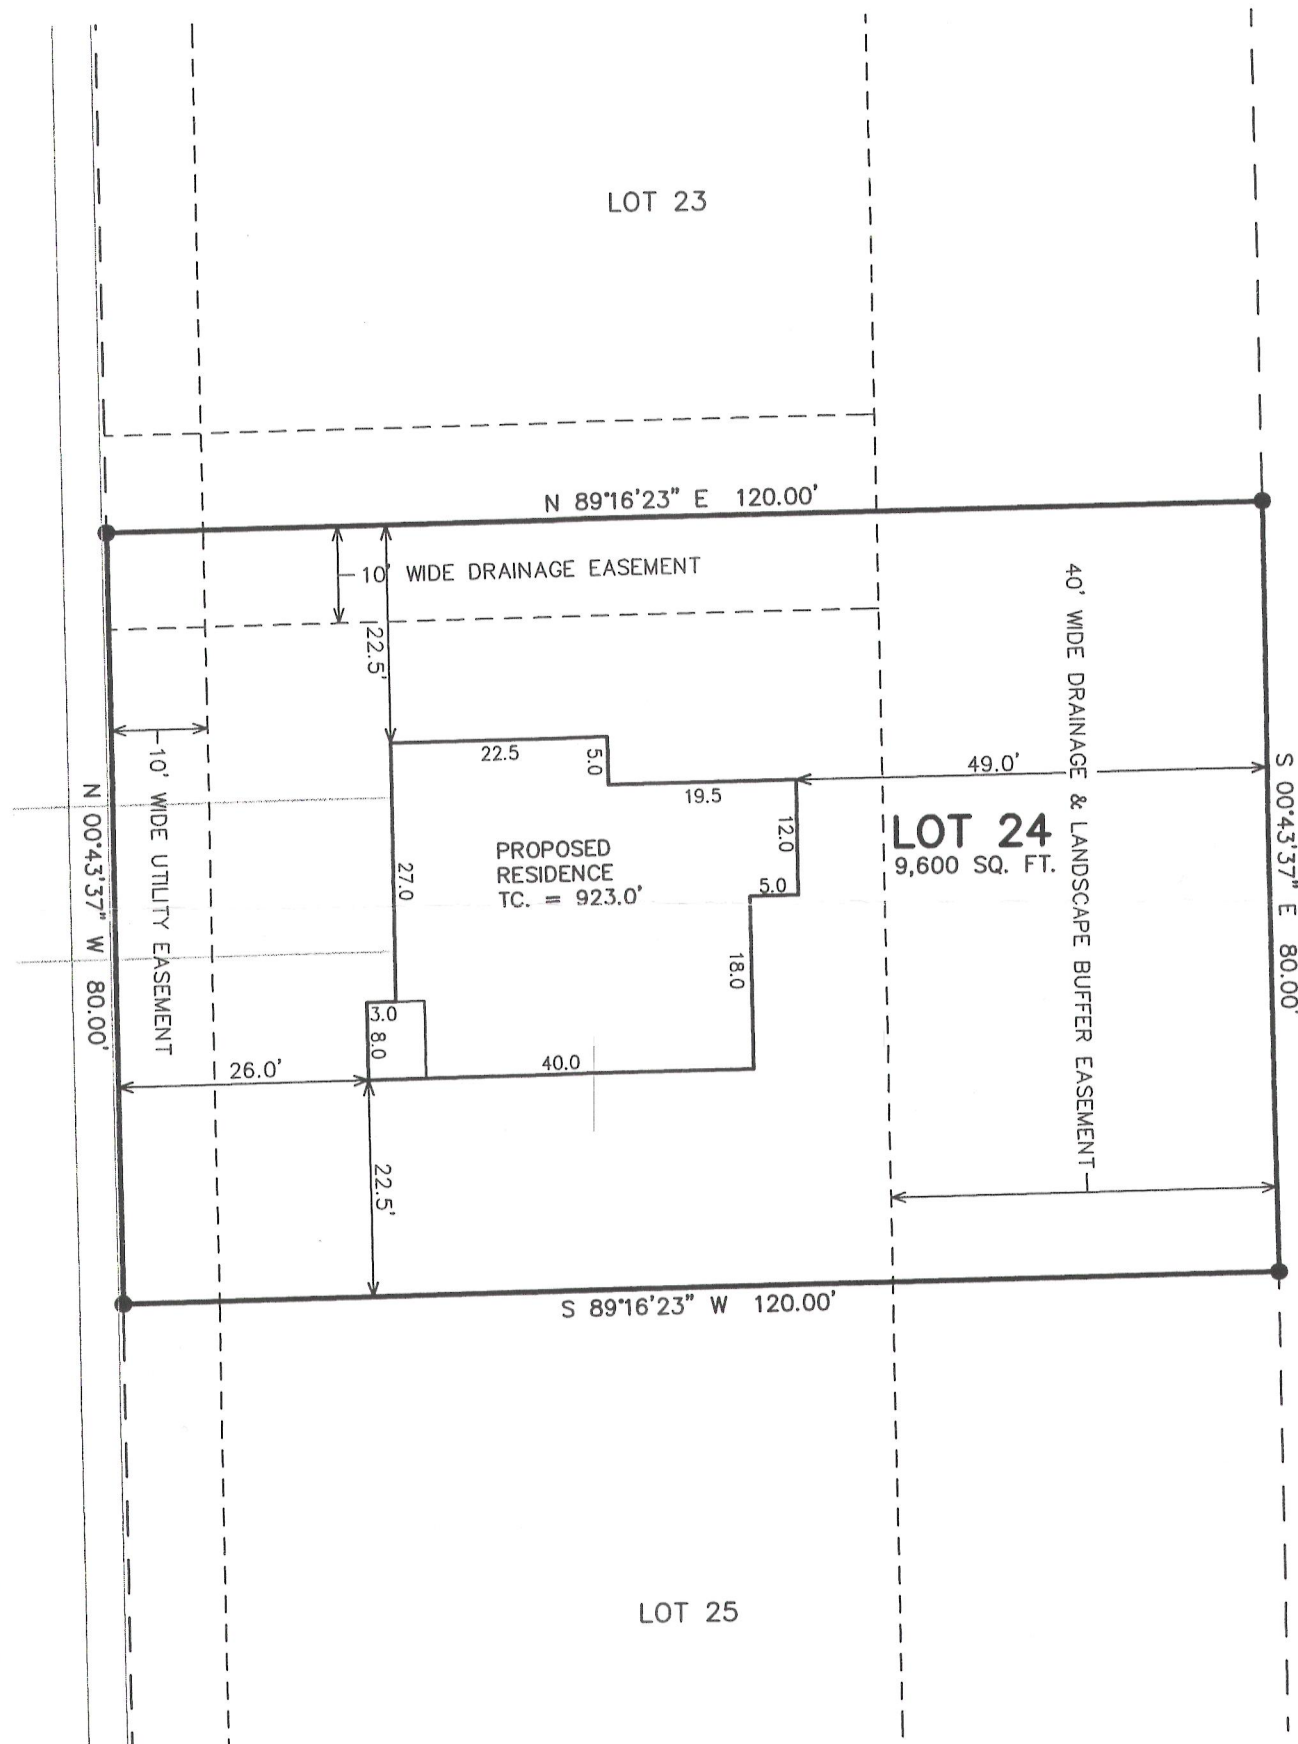 LOT 23
N 89°16'23" E 120.00'
10' WIDE DRAINAGE EASEMENT
22.5'
40' WIDE DRAINAGE & LANDSCAPE BUFFER EASEMENT
10' WIDE UTILITY EASEMENT
22.5
5.0
19.5
49.0'
12.0
N 00°43'37" W 80.00'
S 00°43'37" E 80.00'
PROPOSED
RESIDENCE
TC. = 923.0'
LOT 24
9,600 SQ. FT.
27.0
5.0
18.0
3.0
8.0
26.0'
40.0
22.5'
S 89°16'23" W 120.00'
LOT 25